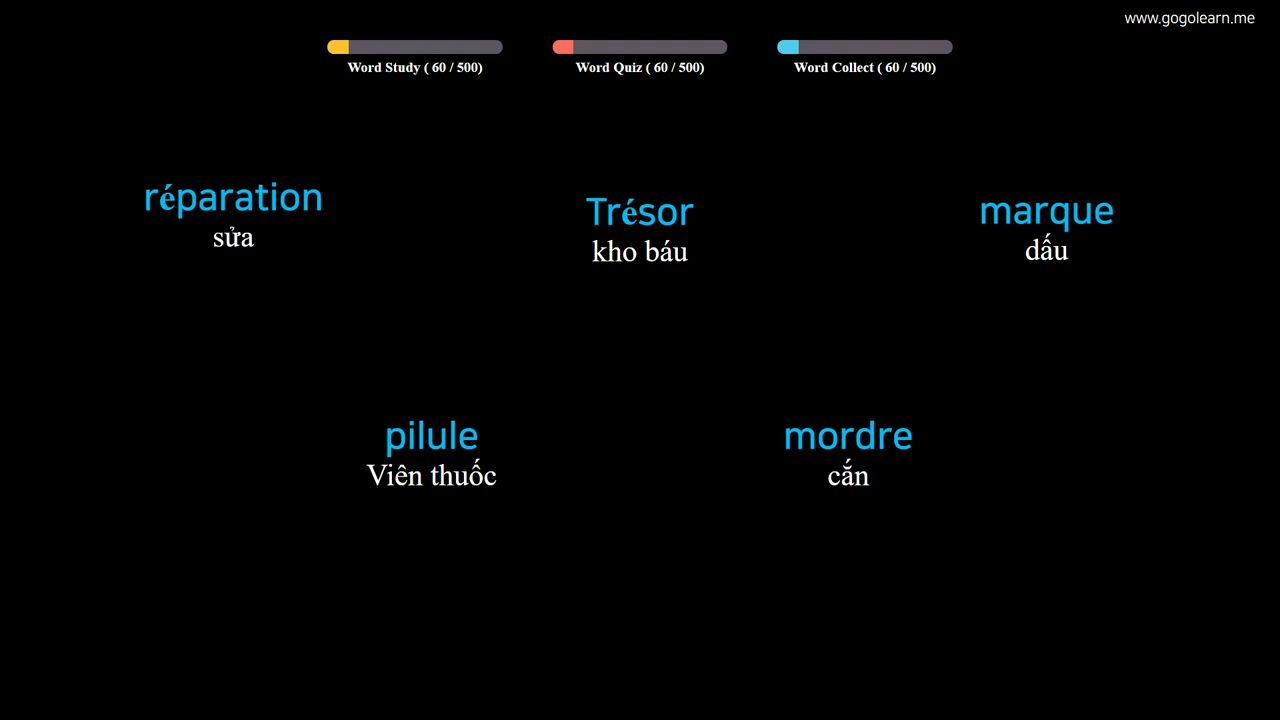 www.gogolearn.me
Word Study ( 60 / 500)
Word Quiz ( 60 / 500)
Word Collect ( 60 / 500)
réparation
sửa
Trésor
kho báu
marque
dấu
pilule
Viên thuốc
mordre
cắn